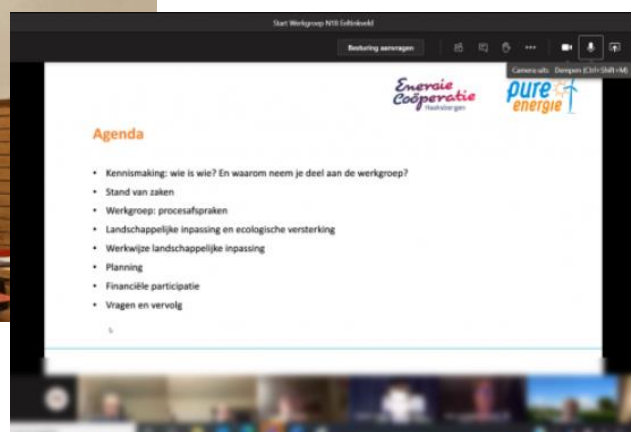 Start Werkgroep N18 Eeltinkveld
Besturing aanvragen
Camera uits Dempen (Ctrl+Shift+M)
Energie
Coöperatie
Haaksbergen
pure
energie
Agenda
• Kennismaking: wie is wie? En waarom neem je deel aan de werkgroep?
• Stand van zaken
• Werkgroep: procesafspraken
• Landschappelijke inpassing en ecologische versterking
• Werkwijze landschappelijke inpassing
• Planning
• Financiële participatie
• Vragen en vervolg